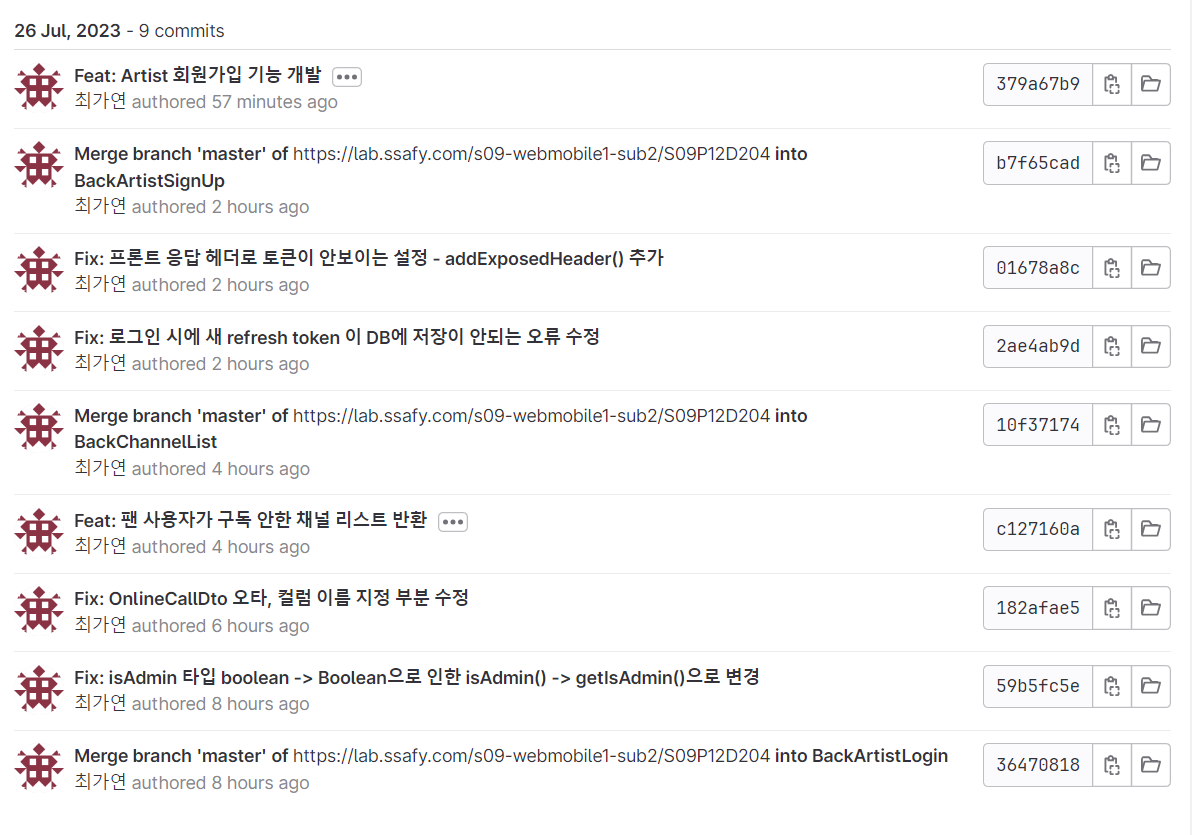 26 Jul, 2023 - 9 commits
Feat: Artist 회원가입 기능 개발
최가연 authored 57 minutes ago
379a67b9
Merge branch 'master' of https://lab.ssafy.com/s09-webmobile1-sub2/S09P12D204 into
BackArtistSignUp
최가연 authored 2 hours ago
b7f65cad
Fix: 프론트 응답 헤더로 토큰이 안보이는 설정 - addExposedHeader() 추가
최가연 authored 2 hours ago
01678a8c
Fix: 로그인 시에 새 refresh token 이 DB에 저장이 안되는 오류 수정
최가연 authored 2 hours ago
2ae4ab9d
Merge branch 'master' of https://lab.ssafy.com/s09-webmobile1-sub2/S09P12D204 into
BackChannelList
최가연 authored 4 hours ago
10f37174
Feat: 팬 사용자가 구독 안한 채널 리스트 반환
최가연 authored 4 hours ago
c127160a
Fix: OnlineCallDto 오타, 컬럼 이름 지정 부분 수정
최가연 authored 6 hours ago
182afae5
Fix: isAdmin 타입 boolean -> Boolean으로 인한 isAdmin() -> getIsAdmin()으로 변경
최가연 authored 8 hours ago
59b5fc5e
Merge branch 'master' of https://lab.ssafy.com/s09-webmobile1-sub2/S09P12D204 into BackArtistLogin
최가연 authored 8 hours ago
36470818